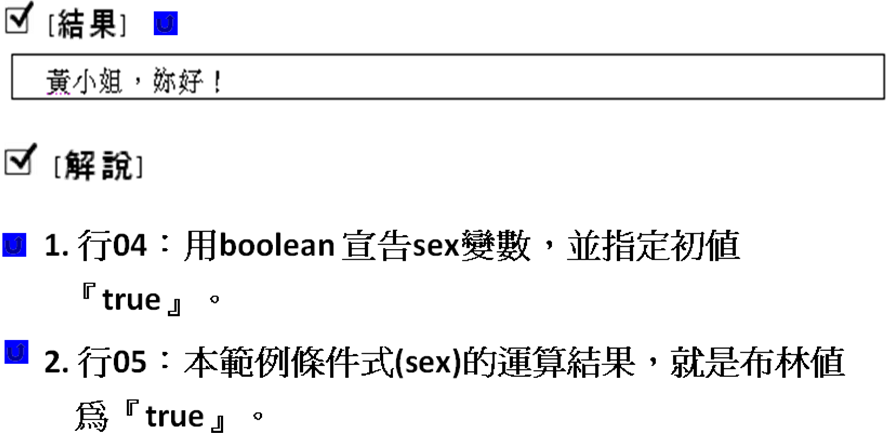 [結果]
黃小姐，妳好！
[解說]
1. 行04：用boolean 宣告sex變數，並指定初值
『true』。
2. 行05：本範例條件式(sex)的運算結果，就是布林值
為『true』。